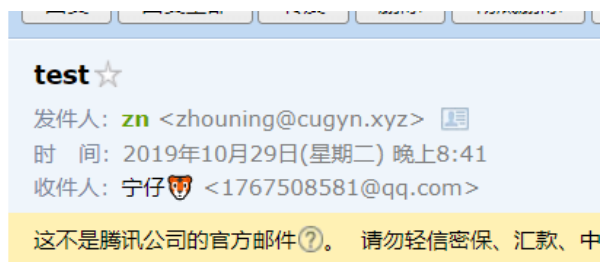 test
发件人: zn <zhouning@cugyn.xyz>
时 间: 2019年10月29日(星期二) 晚上8:41
收件人: 宁仔🐯 <1767508581@qq.com>
这不是腾讯公司的官方邮件?。 请勿轻信密保、汇款、中